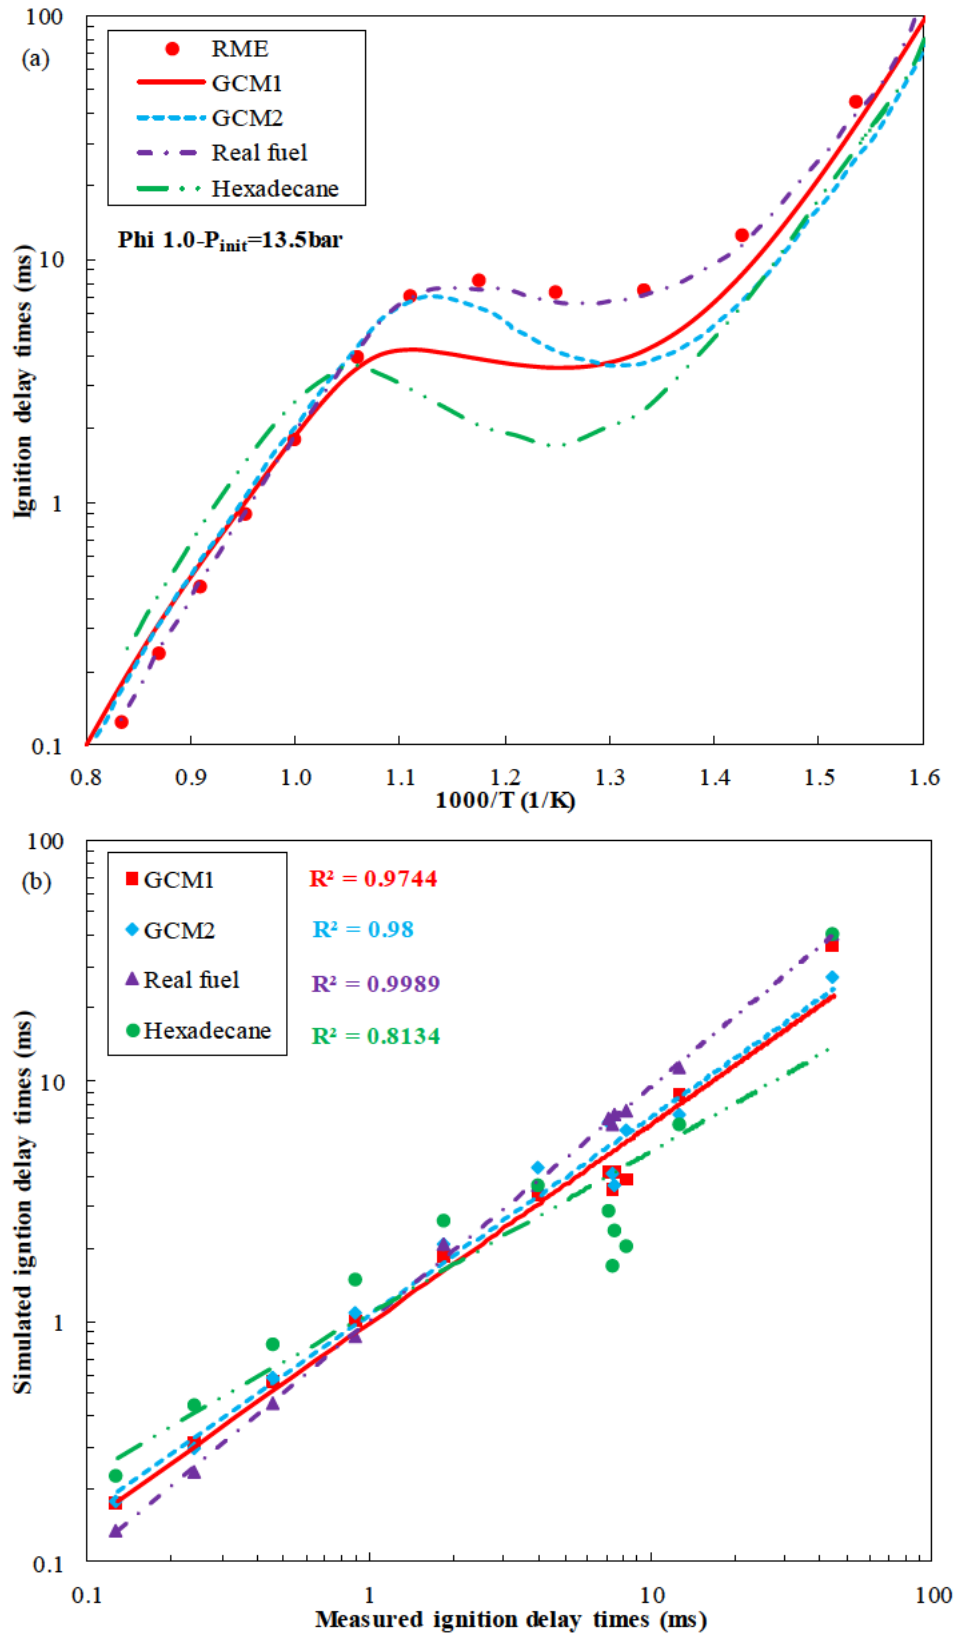 100
(a)
RME
GCM1
GCM2
Real fuel
Hexadecane
Phi 1.0-Pinit=13.5bar
10
1
0.1
Ignition delay times (ms)
0.8 0.9 1.0 1.1 1.2 1.3 1.4 1.5 1.6
1000/T (1/K)
100
(b)
GCM1 R² = 0.9744
GCM2 R² = 0.98
Real fuel R² = 0.9989
Hexadecane R² = 0.8134
10
1
0.1
Simulated igntion delay times (ms)
0.1 1 10 100
Measured ignition delay times (ms)